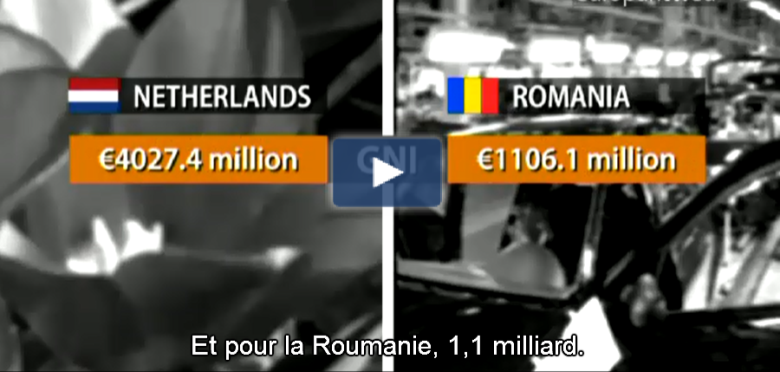 NETHERLANDS
ROMANIA
€4027.4 million
GNI
€1106.1 million
Et pour la Roumanie, 1,1 milliard.